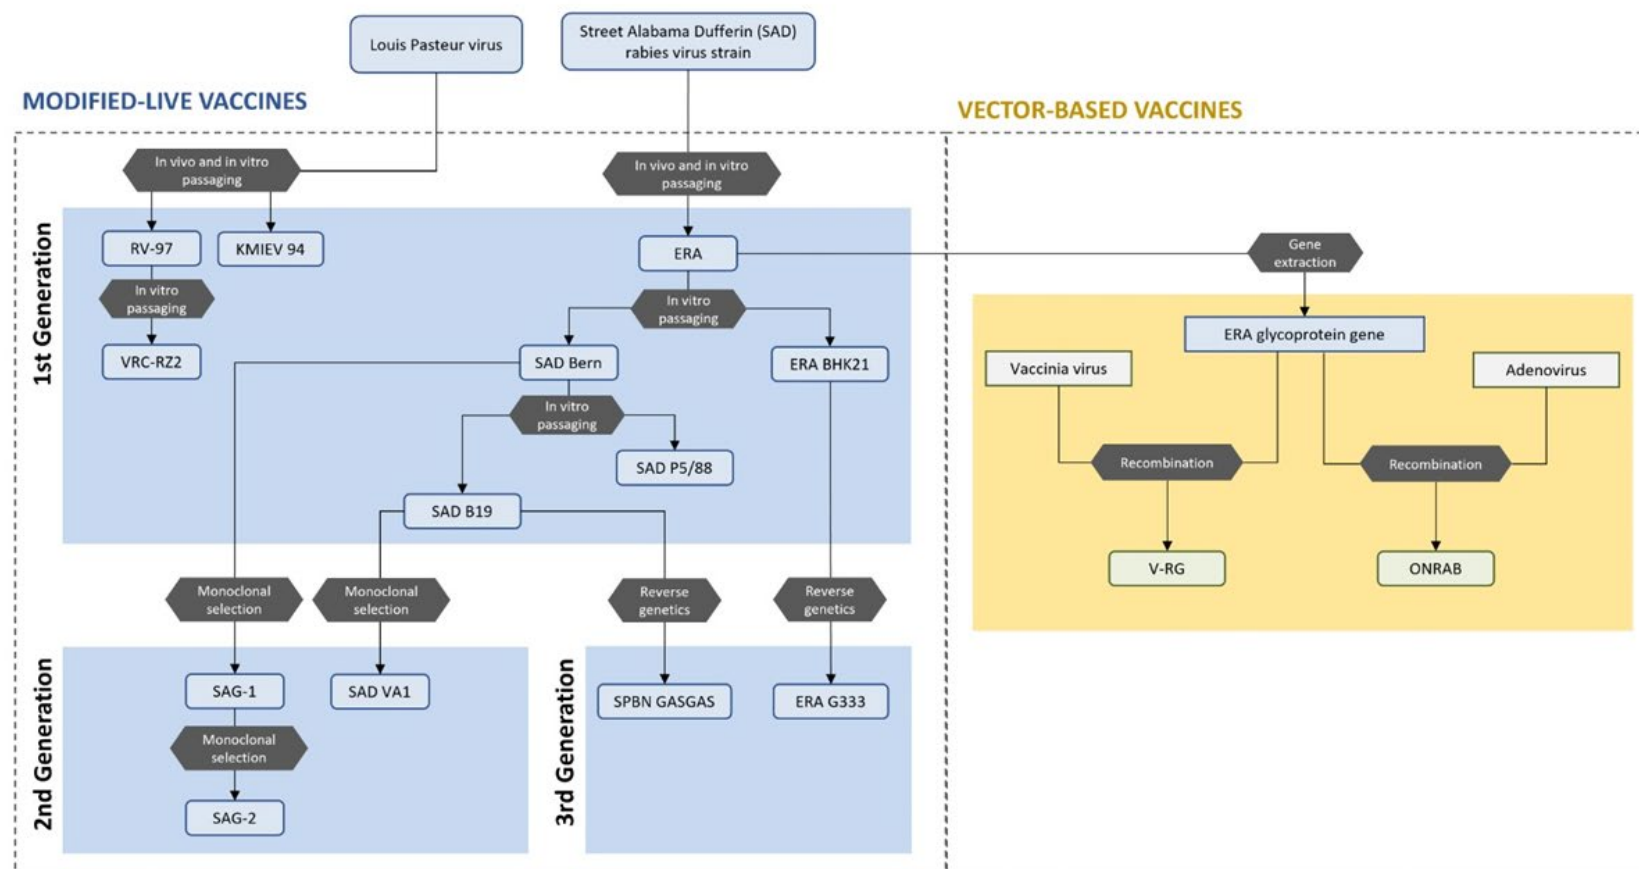 Louis Pasteur virus
Street Alabama Dufferin (SAD)
rabies virus strain
MODIFIED-LIVE VACCINES
VECTOR-BASED VACCINES
In vivo and in vitro
passaging
In vivo and in vitro
passaging
1st Generation
RV-97
KMIEV 94
ERA
Gene
extraction
In vitro
passaging
In vitro
passaging
ERA glycoprotein gene
VRC-RZ2
SAD Bern
ERA BHK21
Vaccinia virus
Adenovirus
In vitro
passaging
SAD P5/88
Recombination
Recombination
SAD B19
V-RG
ONRAB
Monoclonal
selection
Monoclonal
selection
Reverse
genetics
Reverse
genetics
2nd Generation
3rd Generation
SAG-1
SAD VA1
SPBN GASGAS
ERA G333
Monoclonal
selection
SAG-2